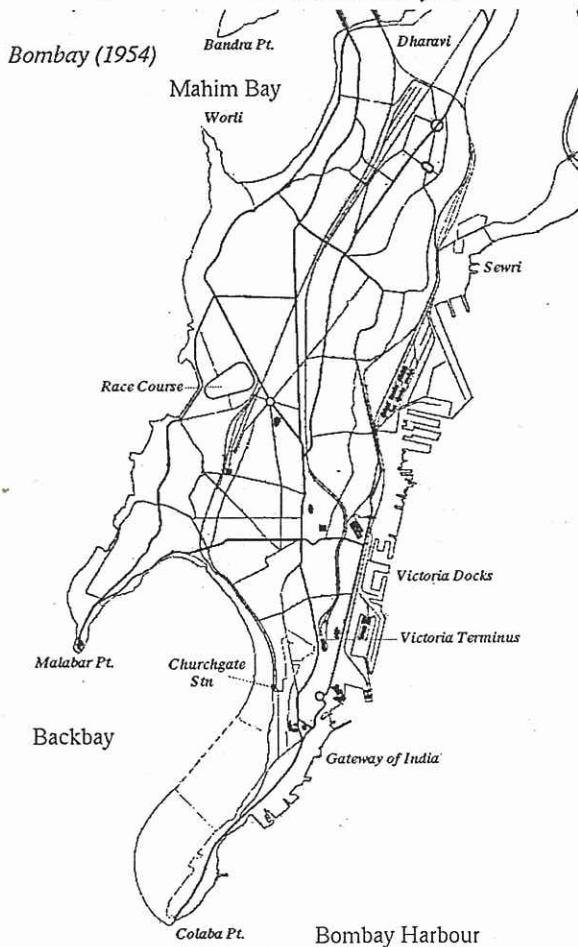 Bandra Pt.
Dharavi
Bombay (1954)
Mahim Bay
Worli
Sewri
Race Course
Victoria Docks
Victoria Terminus
Malabar Pt.
Churchgate
Stn
Backbay
Gateway of India
Colaba Pt.
Bombay Harbour